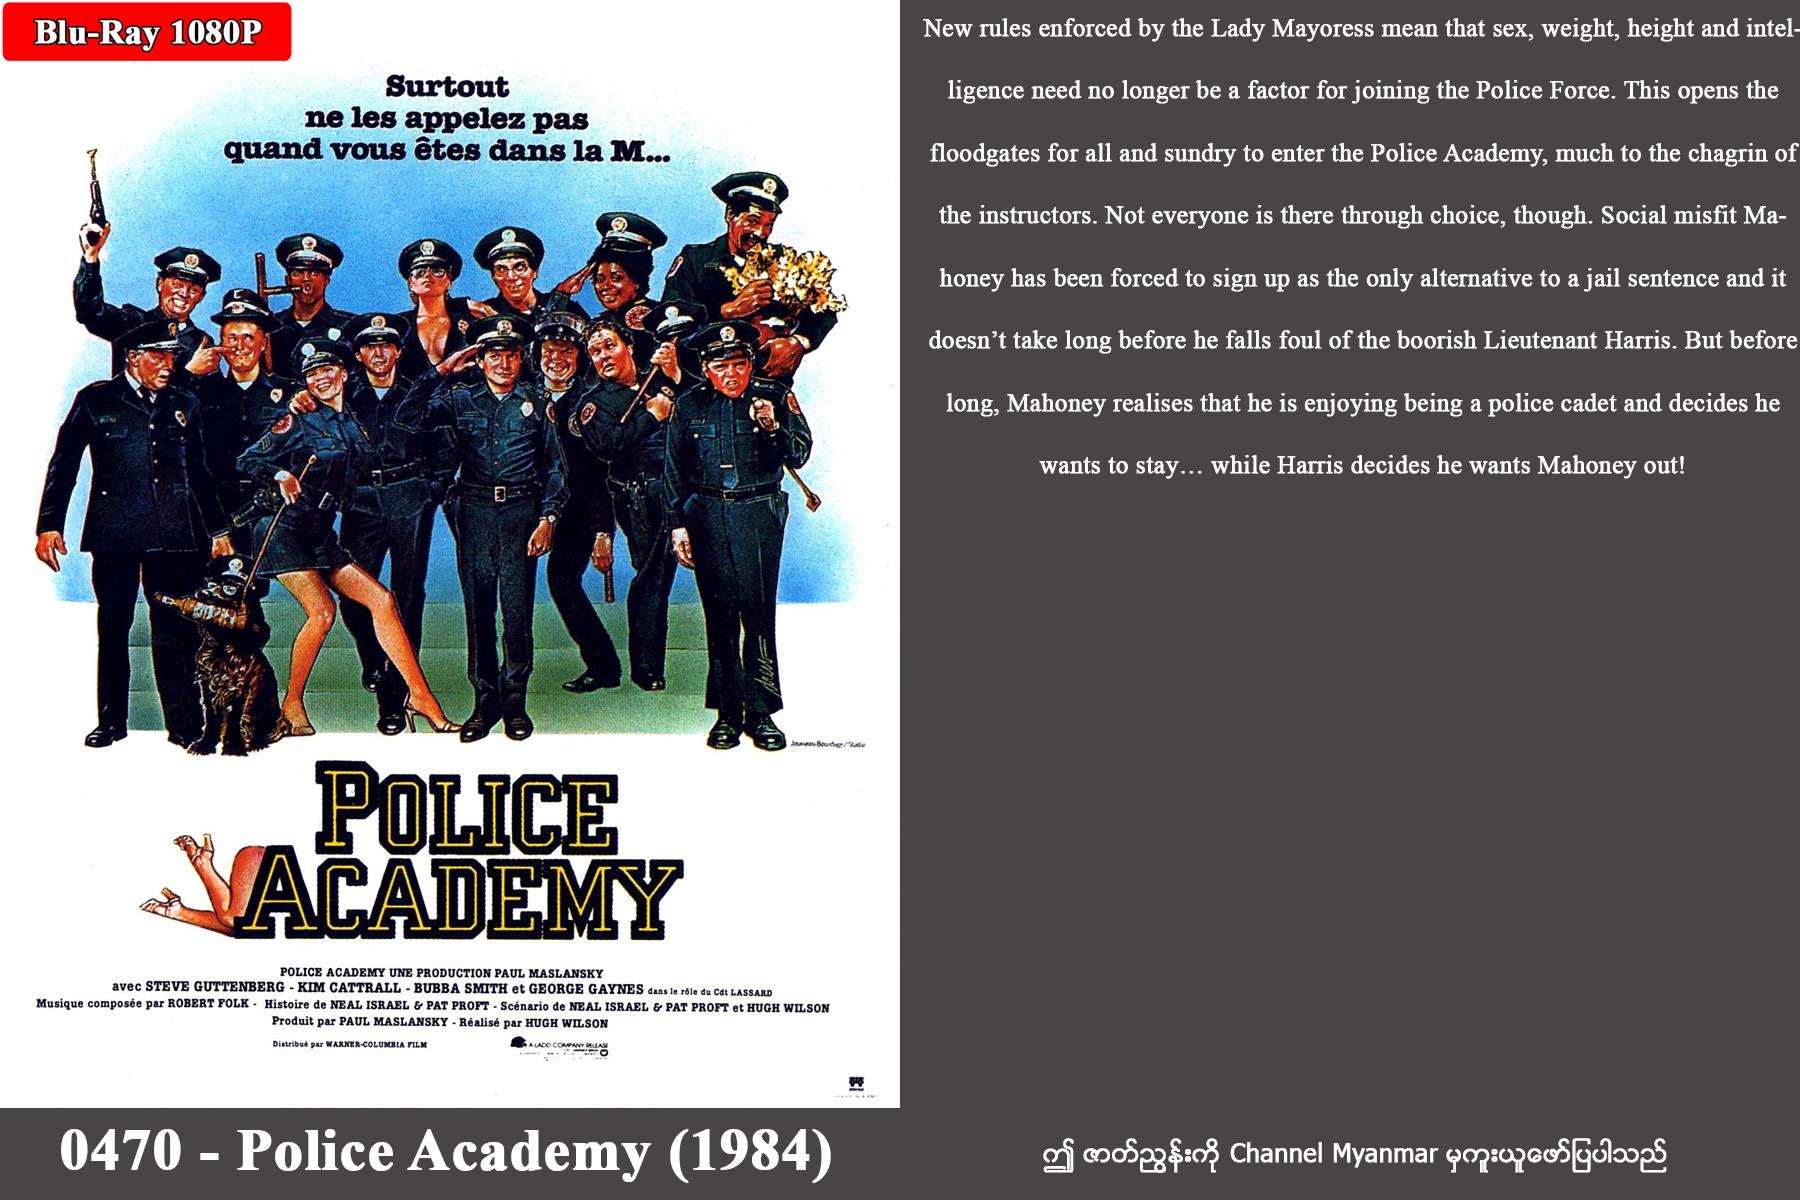 Blu-Ray 1080P
Surtout
ne les appelez pas
quand vous êtes dans la M...
POLICE
ACADEMY
POLICE ACADEMY UNE PRODUCTION PAUL MASLANSKY
avec STEVE GUTTENBERG - KIM CATTRALL - BUBBA SMITH et GEORGE GAYNES dans le rôle du Cdt LASSARD
Musique composée par ROBERT FOLK - Histoire de NEAL ISRAEL & PAT PROFT - Scénario de NEAL ISRAEL & PAT PROFT et HUGH WILSON
Produit par PAUL MASLANSKY - Réalisé par HUGH WILSON
Distribué par WARNER-COLUMBIA FILM
A LADD COMPANY RELEASE
0470 - Police Academy (1984)
New rules enforced by the Lady Mayoress mean that sex, weight, height and intel-
ligence need no longer be a factor for joining the Police Force. This opens the
floodgates for all and sundry to enter the Police Academy, much to the chagrin of
the instructors. Not everyone is there through choice, though. Social misfit Ma-
honey has been forced to sign up as the only alternative to a jail sentence and it
doesn’t take long before he falls foul of the boorish Lieutenant Harris. But before
long, Mahoney realises that he is enjoying being a police cadet and decides he
wants to stay… while Harris decides he wants Mahoney out!
ဤ ဇာတ်ညွှန်းကို Channel Myanmar မှကူးယူဖော်ပြပါသည်